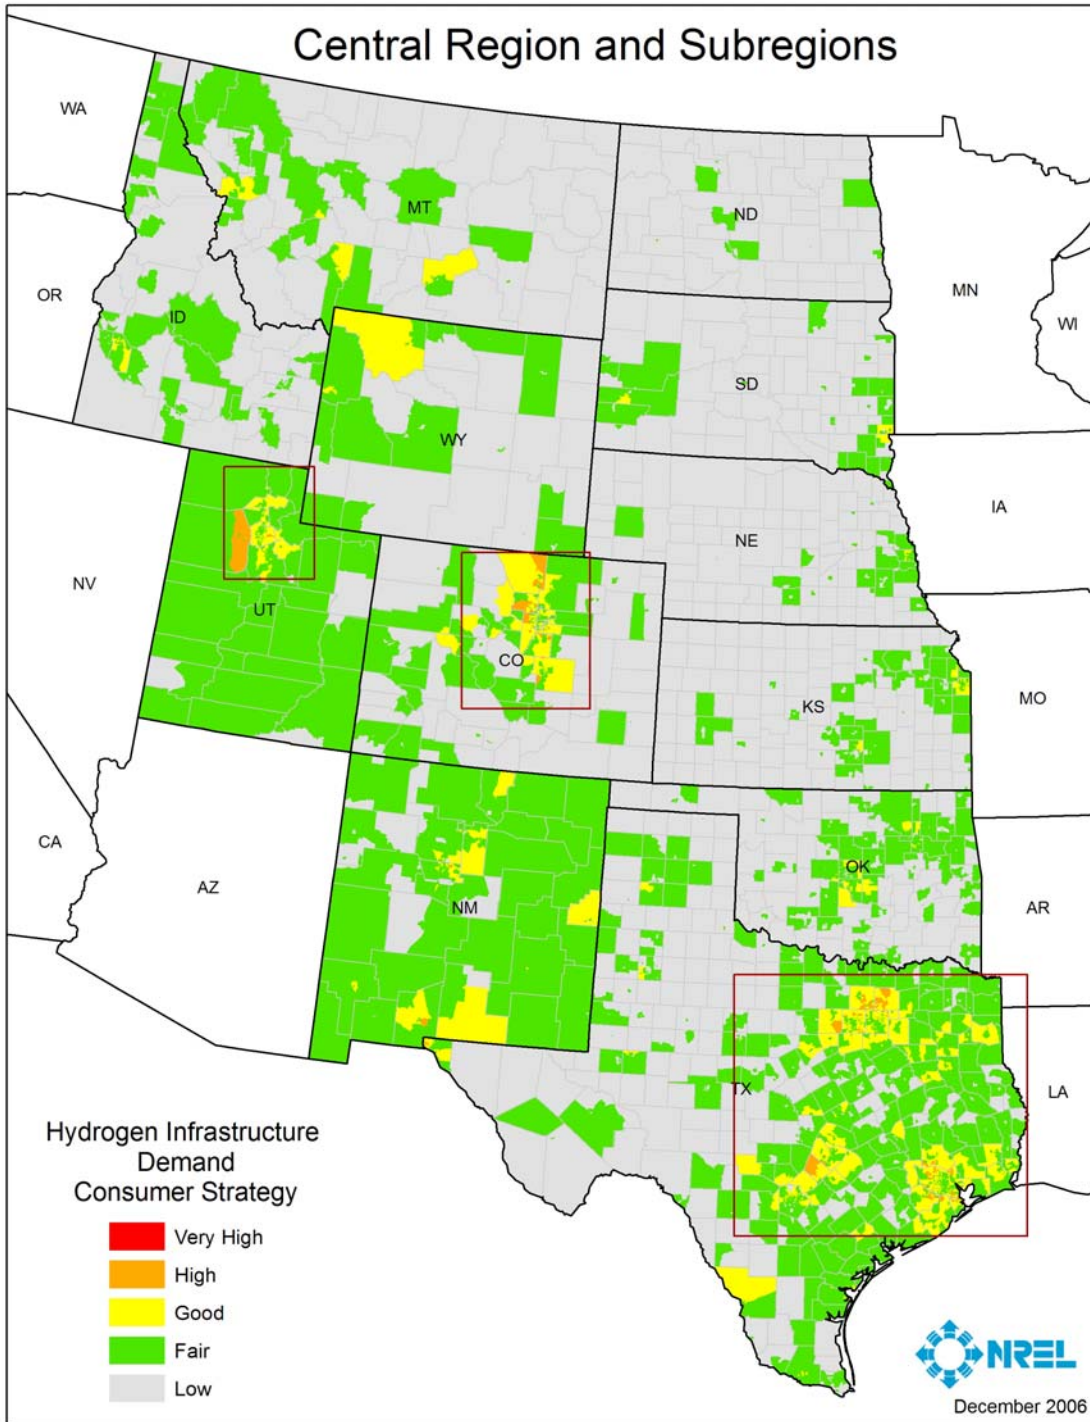 Central Region and Subregions
WA
MT
ND
OR
MN
ID
WI
SD
WY
IA
NE
NV
UT
CO
MO
KS
CA
AZ
OK
NM
AR
TX
LA
Hydrogen Infrastructure
Demand
Consumer Strategy
Very High
High
Good
Fair
Low
NREL
December 2006